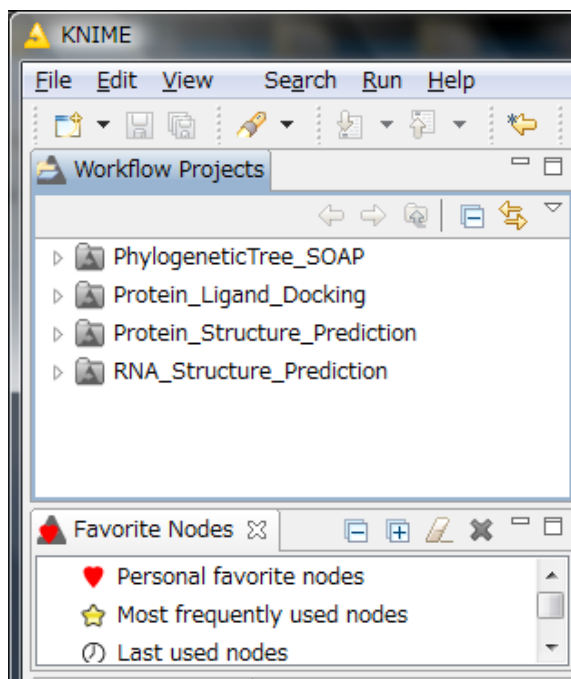 KNIME
File Edit View Search Run Help
Workflow Projects
PhylogeneticTree_SOAP
Protein_Ligand_Docking
Protein_Structure_Prediction
RNA_Structure_Prediction
Favorite Nodes
Personal favorite nodes
Most frequently used nodes
Last used nodes